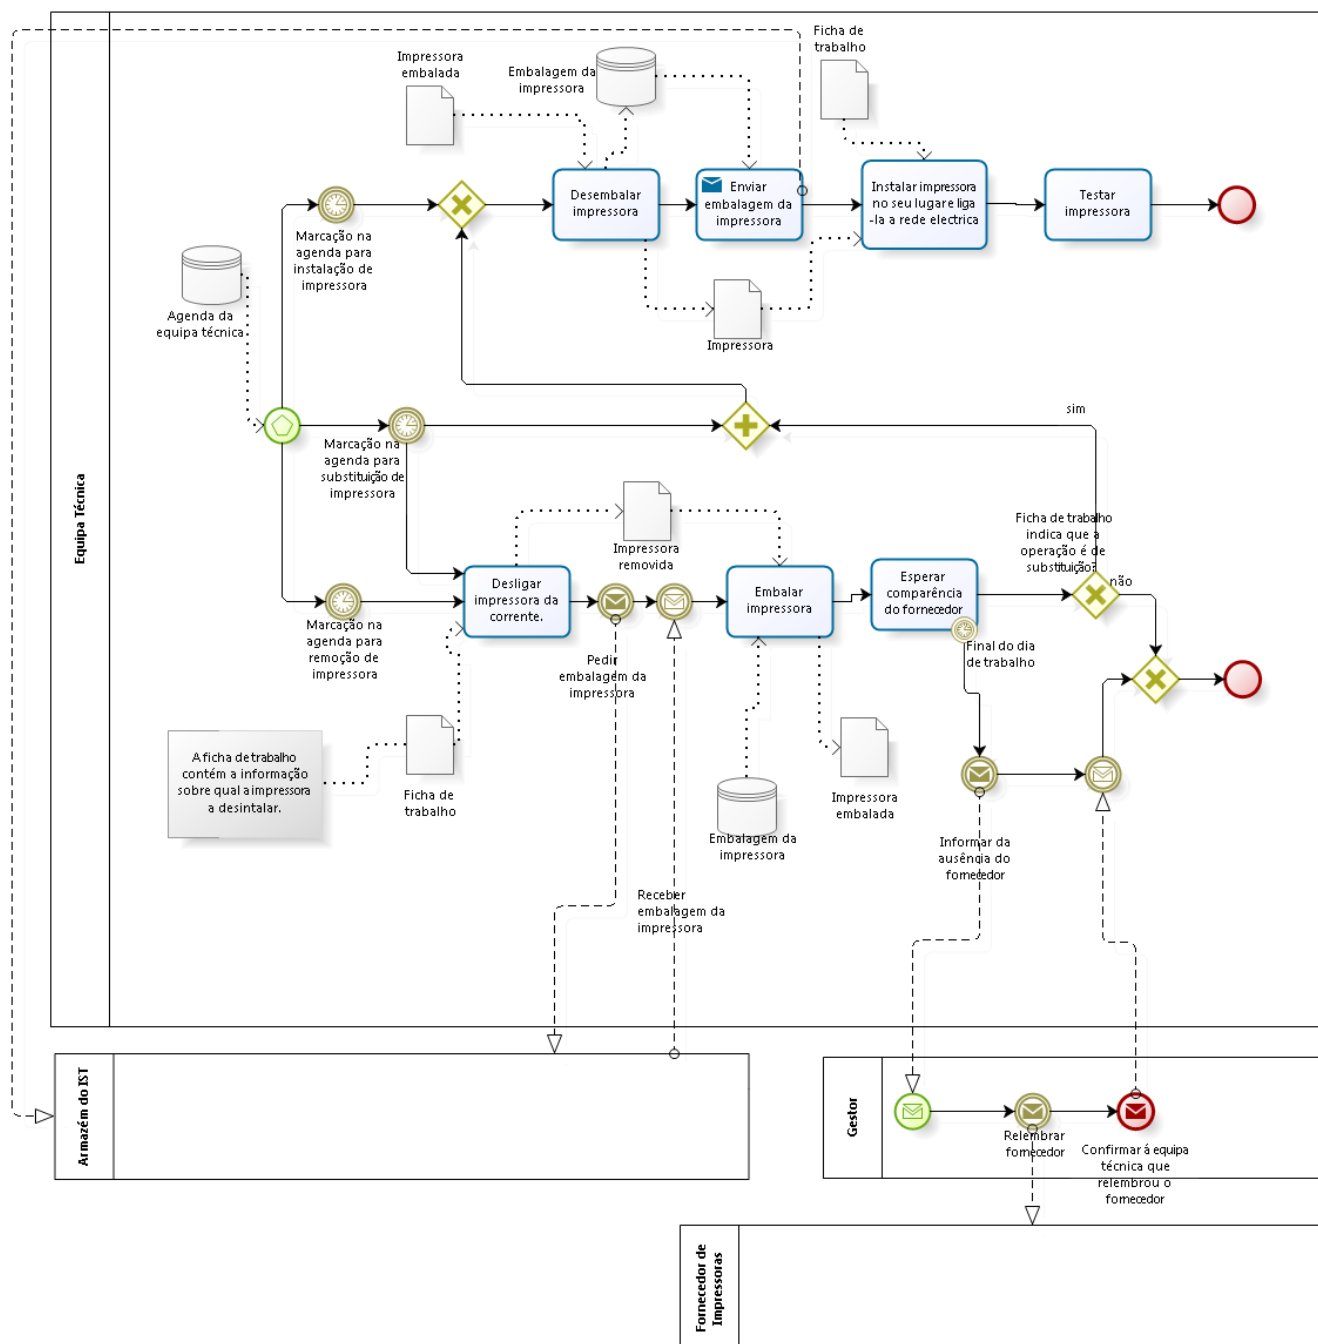 Equipa Técnica
Impressora
embalada
Embalagem da
impressora
Ficha de
trabalho
Desembalar
impressora
Enviar
embalagem da
impressora
Instalar impressora
no seu lugar e liga
-la a rede electrica
Testar
impressora
Marcação na
agenda para
instalação de
impressora
Agenda da
equipa técnica
Impressora
sim
Marcação na
agenda para
substituição de
impressora
Impressora
removida
Ficha de trabalho
indica que a
operação é de
substituição?
não
Desligar
impressora da
corrente.
Embalar
impressora
Esperar
comparência
do fornecedor
Final do dia
de trabalho
Marcação na
agenda para
remoção de
impressora
Pedir
embalagem da
impressora
A ficha de trabalho
contém a informação
sobre qual a impressora
a desintalar.
Ficha de
trabalho
Embalagem da
impressora
Impressora
embalada
Informar da
ausência do
fornecedor
Receber
embalagem da
impressora
Armazém do IST
Gestor
Relembrar
fornecedor
Confirmar á equipa
técnica que
relembrou o
fornecedor
Fornecedor de
Impressoras